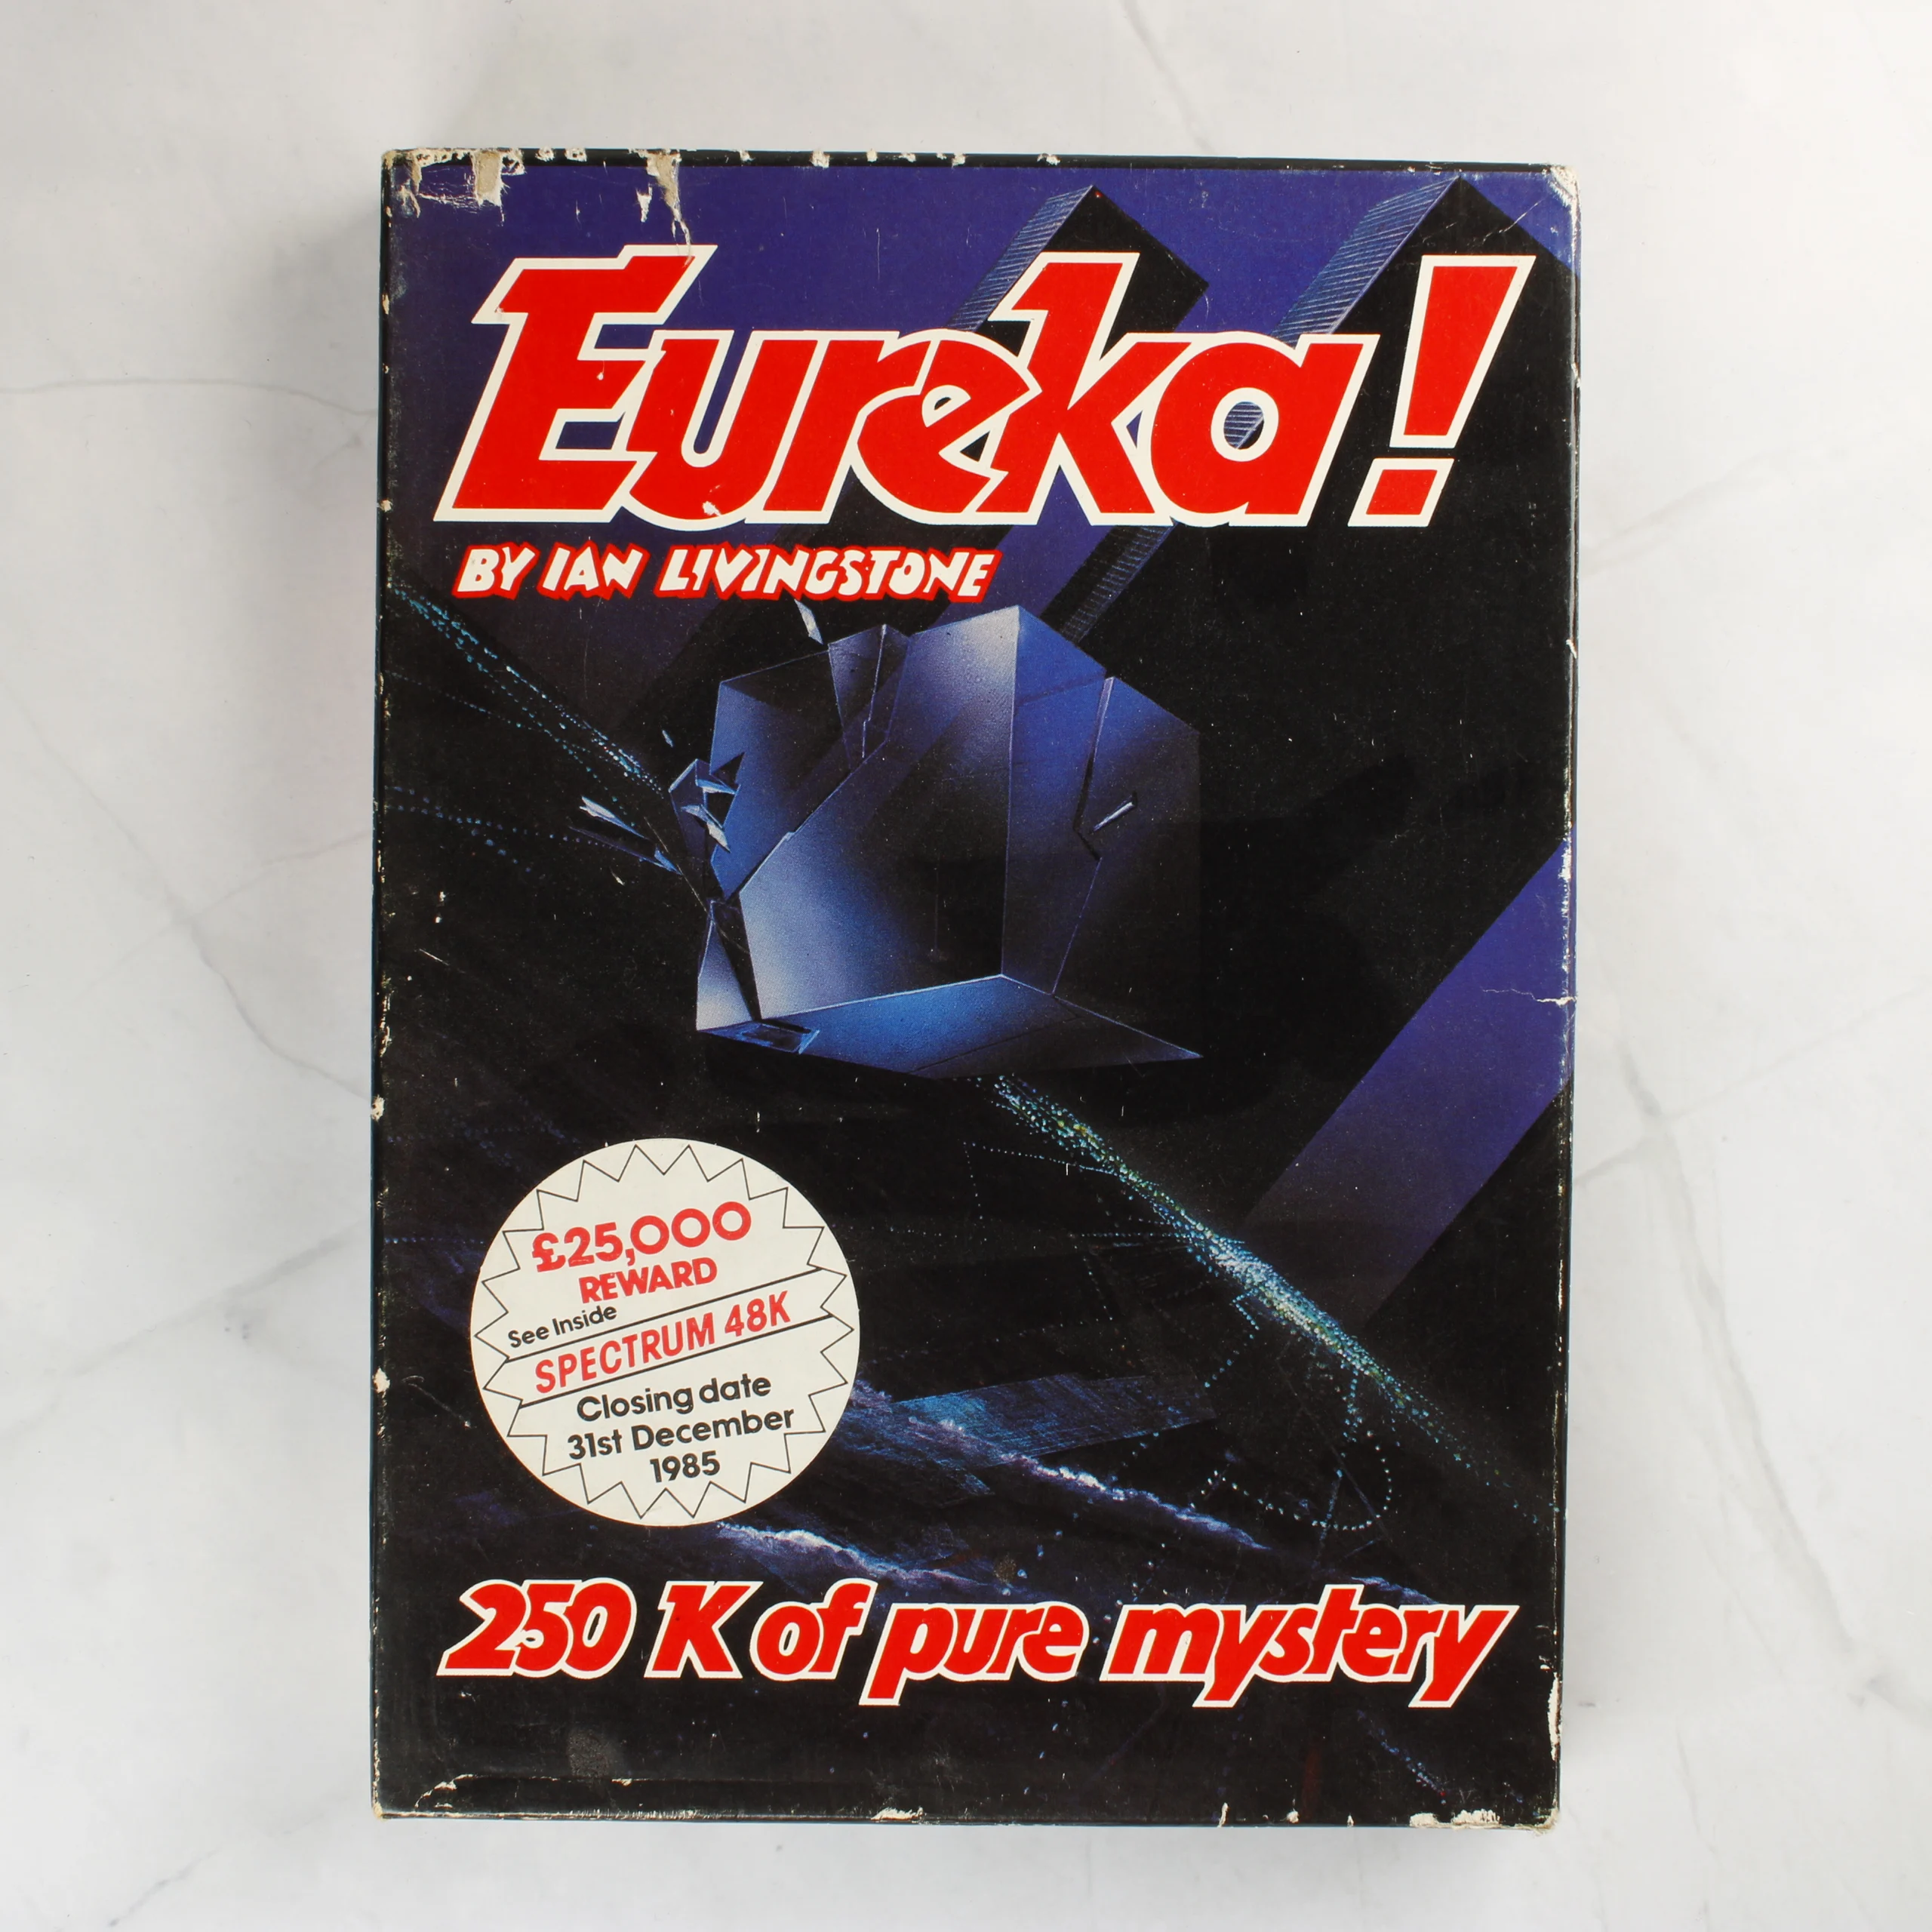 Eureka!
BY IAN LIVINGSTONE
£25,000
REWARD
See Inside
SPECTRUM 48K
Closing date
31st December
1985
250 K of pure mystery